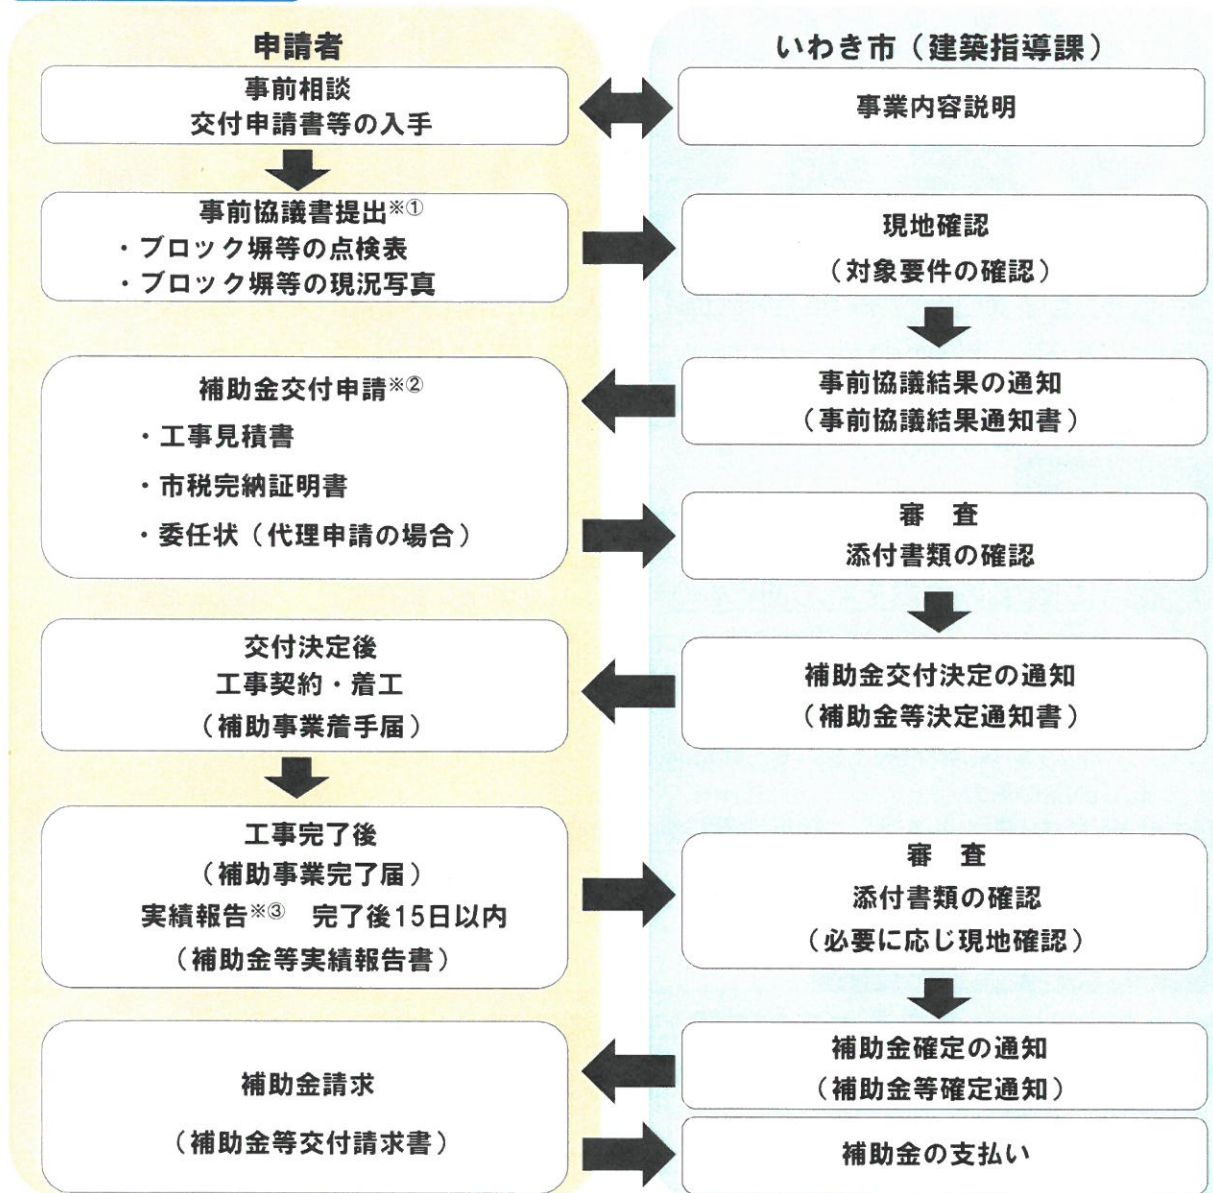 申請者
事前相談
交付申請書等の入手
事前協議書提出※①
・ブロック塀等の点検表
・ブロック塀等の現況写真
補助金交付申請※②
・工事見積書
・市税完納証明書
・委任状（代理申請の場合）
交付決定後
工事契約・着工
（補助事業着手届）
工事完了後
（補助事業完了届）
実績報告※③　完了後15日以内
（補助金等実績報告書）
補助金請求
（補助金等交付請求書）
いわき市（建築指導課）
事業内容説明
現地確認
（対象要件の確認）
事前協議結果の通知
（事前協議結果通知書）
審　査
添付書類の確認
補助金交付決定の通知
（補助金等決定通知書）
審　査
添付書類の確認
（必要に応じ現地確認）
補助金確定の通知
（補助金等確定通知）
補助金の支払い